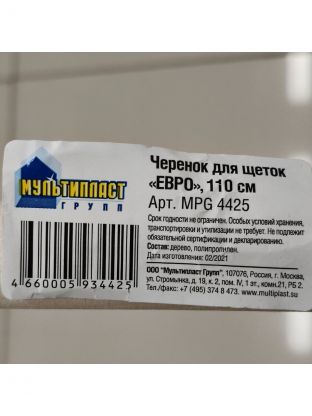 МУЛЬТИПЛАСТ
ГРУПП
Черенок для щеток
«ЕВРО», 110 см
Арт. MPG 4425
Срок годности не ограничен. Особых условий хранения,
транспортировки и утилизации не требует. Не подлежит
обязательной сертификации и декларированию.
Состав: дерево, полипропилен.
Дата изготовления: 02/2021
ООО "Мультипласт Групп", 107076, Россия, г. Москва,
ул. Стромынка, д. 19, к. 2, пом. IV, 1 эт., комн. 21, РБ 2.
Тел./факс: +7 (495) 374 8 473. www.multiplast.su
4 660005 934425